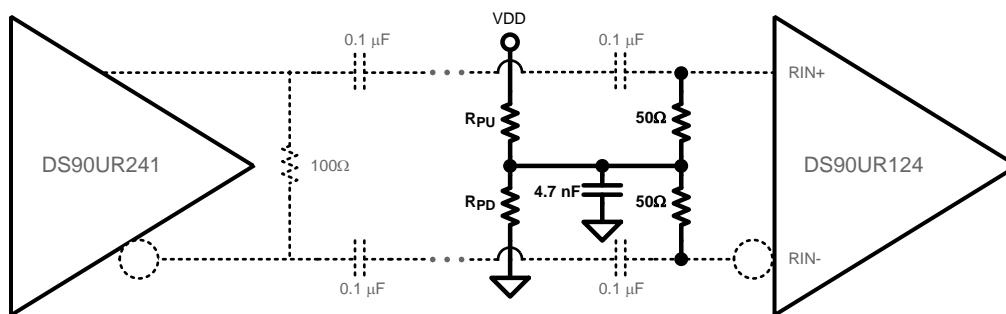 VDD
0.1 µF
0.1 µF
RIN+
RPU
50Ω
DS90UR241
100Ω
DS90UR124
4.7 nF
RPD
50Ω
RIN-
0.1 µF
0.1 µF